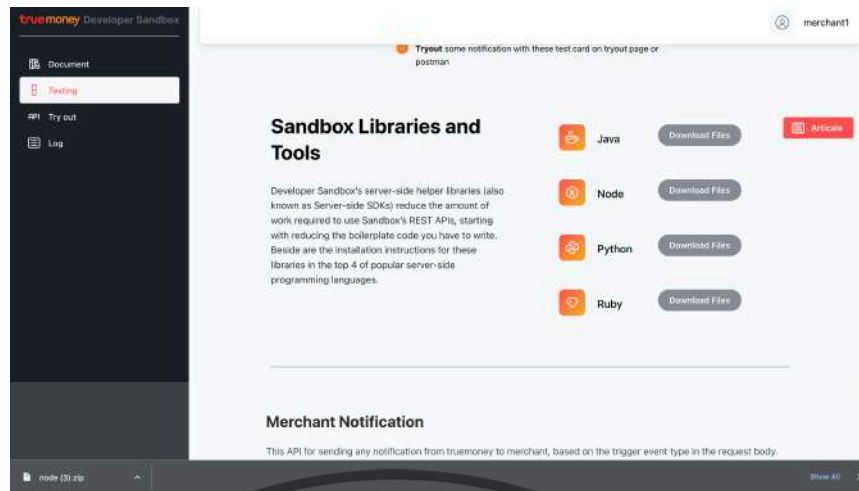 truemoney Developer Sandbox
merchant1
Document
Testing
API Try out
Log
Tryout some notification with these test card on tryout page or
postman
Sandbox Libraries and
Tools
Developer Sandbox's server-side helper libraries (also
known as Server-side SDKs) reduce the amount of
work required to use Sandbox's REST APIs, starting
with reducing the boilerplate code you have to write.
Beside are the installation instructions for these
libraries in the top 4 of popular server-side
programming languages.
Java Download Files
Node Download Files
Python Download Files
Ruby Download Files
Articale
Merchant Notification
This API for sending any notification from truemoney to merchant, based on the trigger event type in the request body.
node (3).zip
Show All